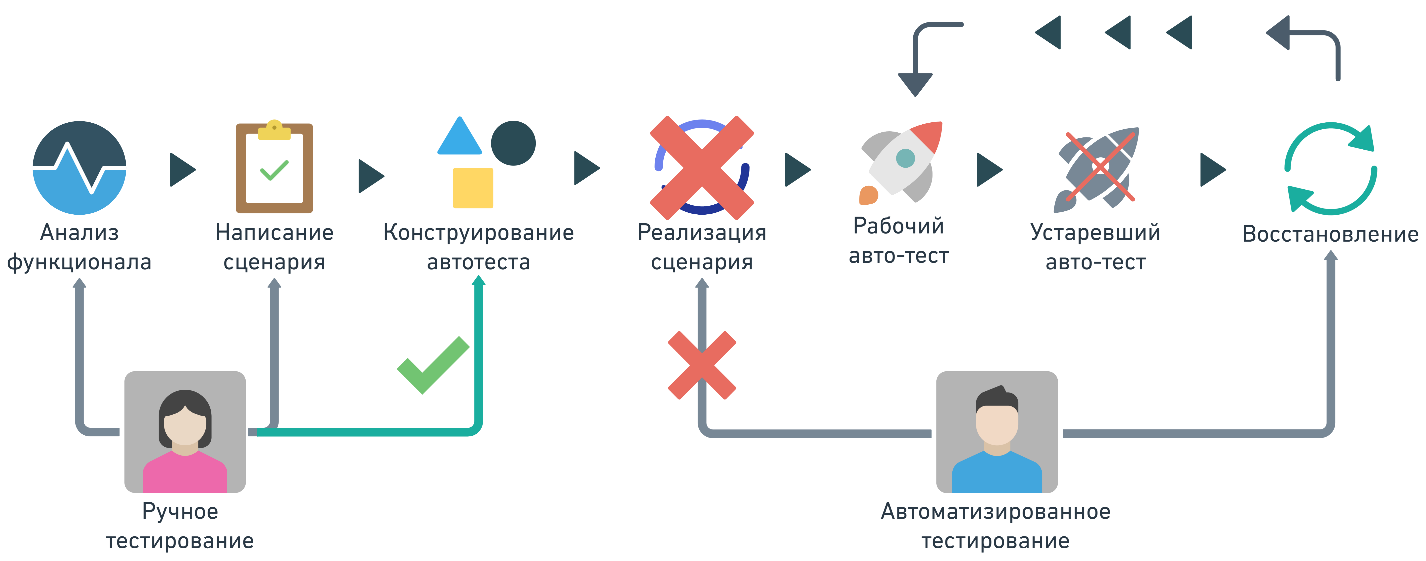 Анализ
функционала
Написание
сценария
Конструирование
автотеста
Реализация
сценария
Рабочий
авто-тест
Устаревший
авто-тест
Восстановление
Ручное
тестирование
Автоматизированное
тестирование